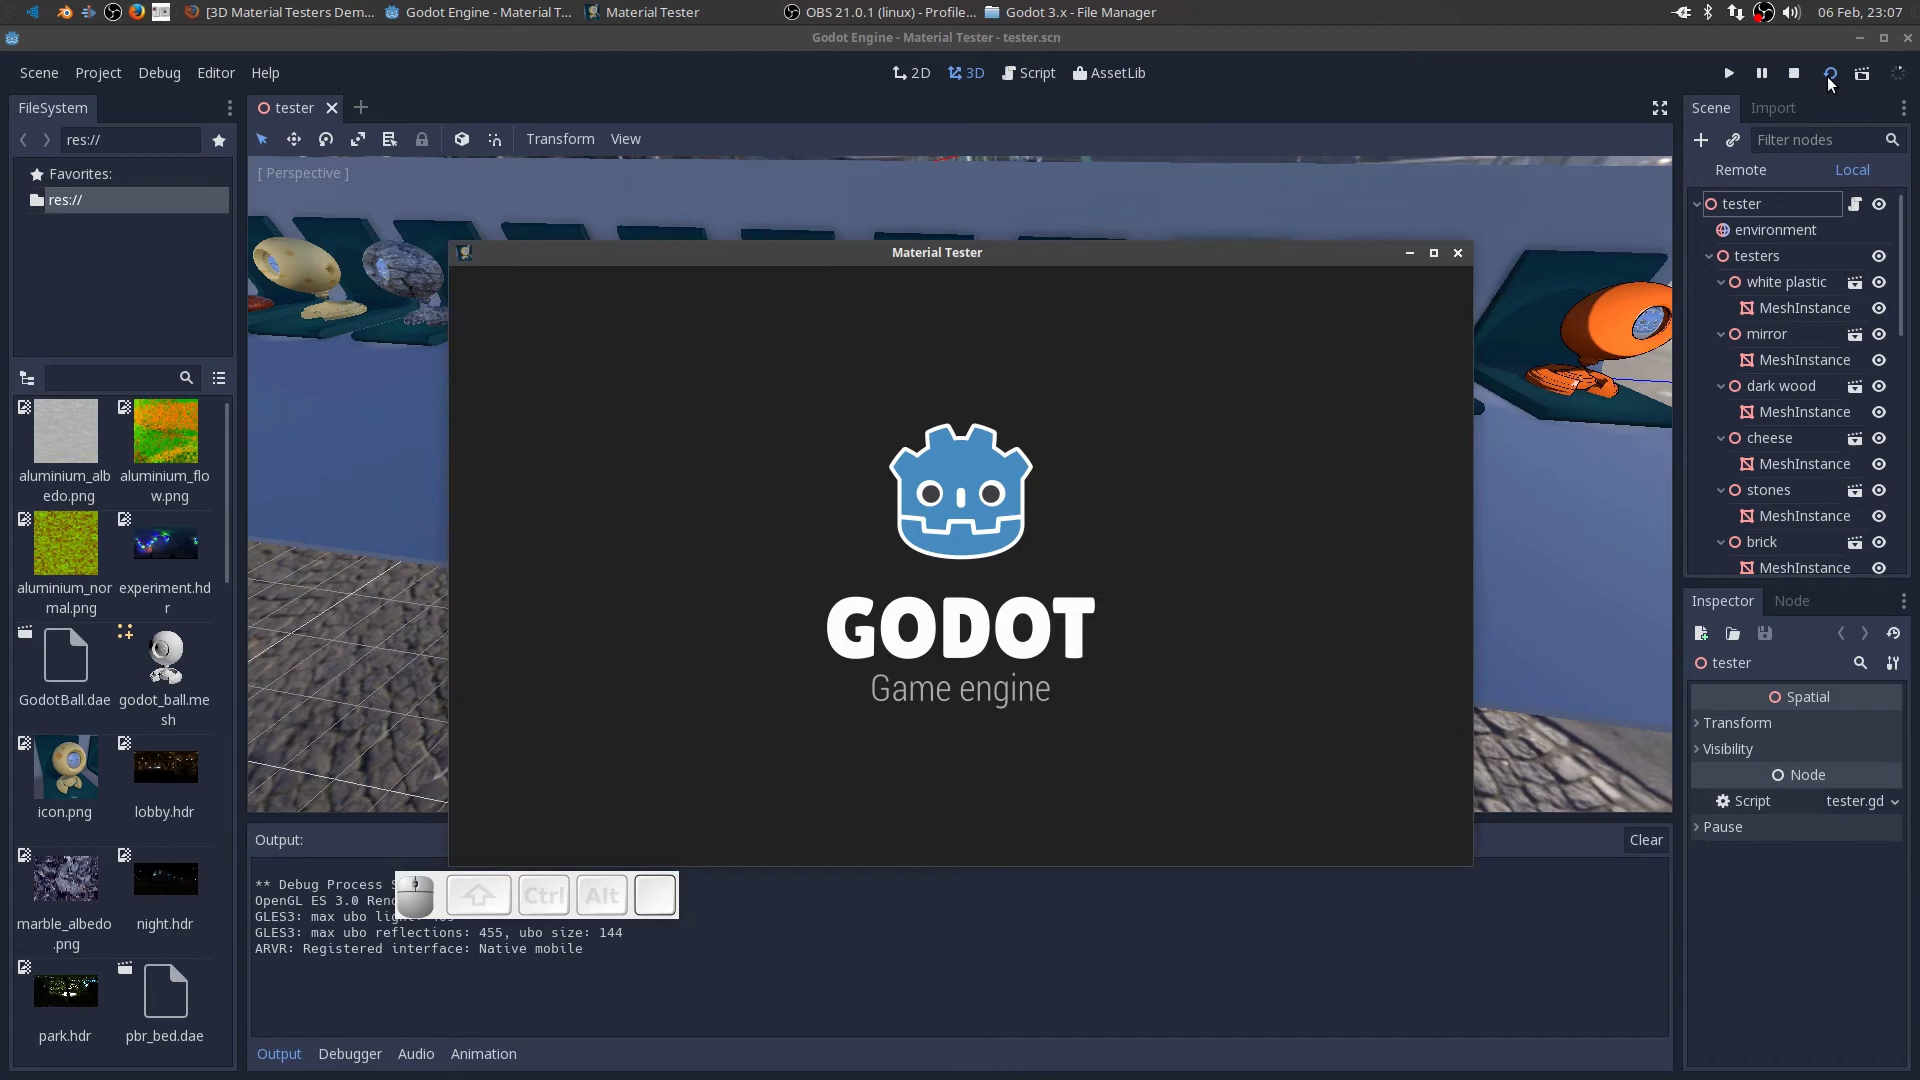 [3D Material Testers Dem...
Godot Engine - Material T...
Material Tester
OBS 21.0.1 (linux) - Profile...
Godot 3.x - File Manager
06 Feb, 23:07
Godot Engine - Material Tester - tester.scn
Scene Project Debug Editor Help
2D 3D Script AssetLib
FileSystem
res://
Favorites:
res://
aluminium_alb
edo.png
aluminium_flo
w.png
aluminium_nor
mal.png
experiment.hd
r
GodotBall.dae
godot_ball.me
sh
icon.png
lobby.hdr
marble_albedo
.png
night.hdr
park.hdr
pbr_bed.dae
tester
Transform View
[ Perspective ]
Material Tester
GODOT
Game engine
Output:
Clear
** Debug Process S
OpenGL ES 3.0 Ren
GLES3: max ubo li
GLES3: max ubo reflections: 455, ubo size: 144
ARVR: Registered interface: Native mobile
Ctrl
Alt
Output Debugger Audio Animation
Scene Import
Filter nodes
Remote Local
tester
environment
testers
white plastic
MeshInstance
mirror
MeshInstance
dark wood
MeshInstance
cheese
MeshInstance
stones
MeshInstance
brick
MeshInstance
Inspector Node
tester
Spatial
Transform
Visibility
Node
Script tester.gd
Pause